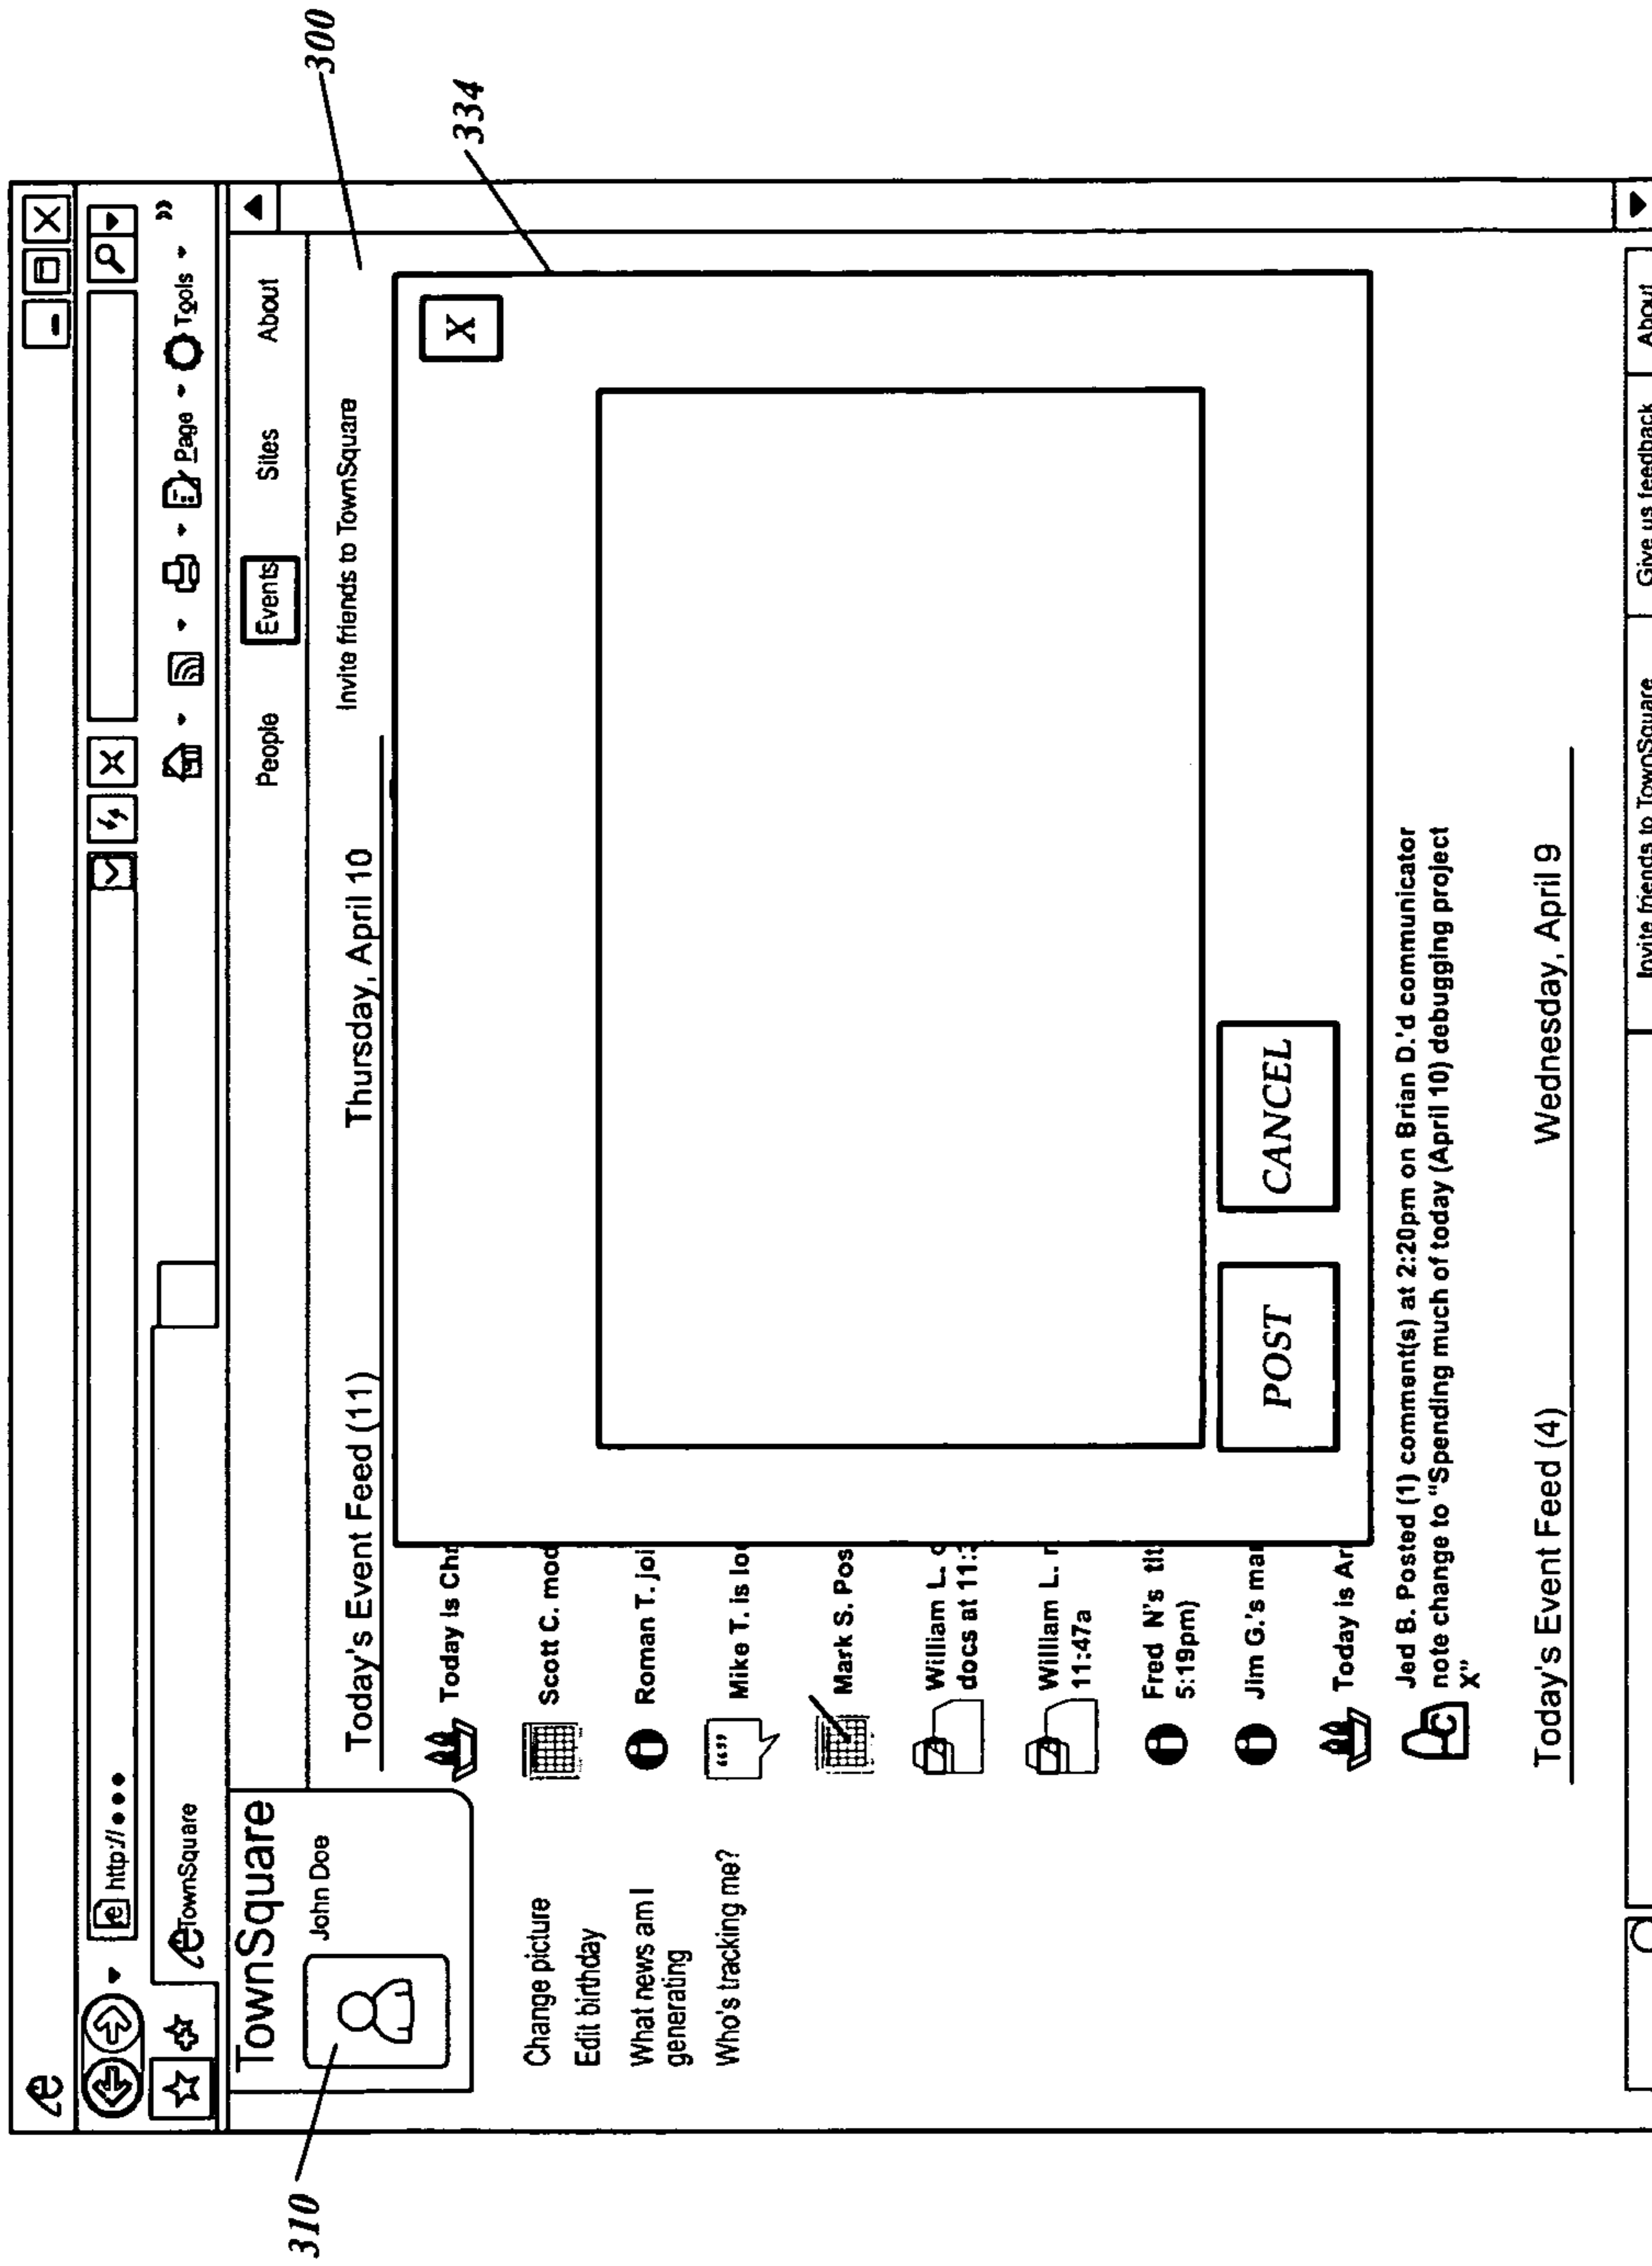 http://•••
TownSquare
Page
Tools
»
TownSquare
John Doe
People
Events
Sites
About
Change picture
Edit birthday
What news am I
generating
Who's tracking me?
Today's Event Feed (11)
Thursday, April 10
Invite friends to TownSquare
Today is Chr
Scott C. mod
Roman T. joi
Mike T. is
Mark S. Pos
William L.
docs at 11:
William L.
11:47a
Fred N's
5:19pm)
Jim G.'s ma
Today is
X
POST
CANCEL
Jed B. Posted (1) comment(s) at 2:20pm on Brian D.'d communicator
note change to "Spending much of today (April 10) debugging project
X"
Today's Event Feed (4)
Wednesday, April 9
Invite friends to TownSquare
Give us feedback
About
300
334
310